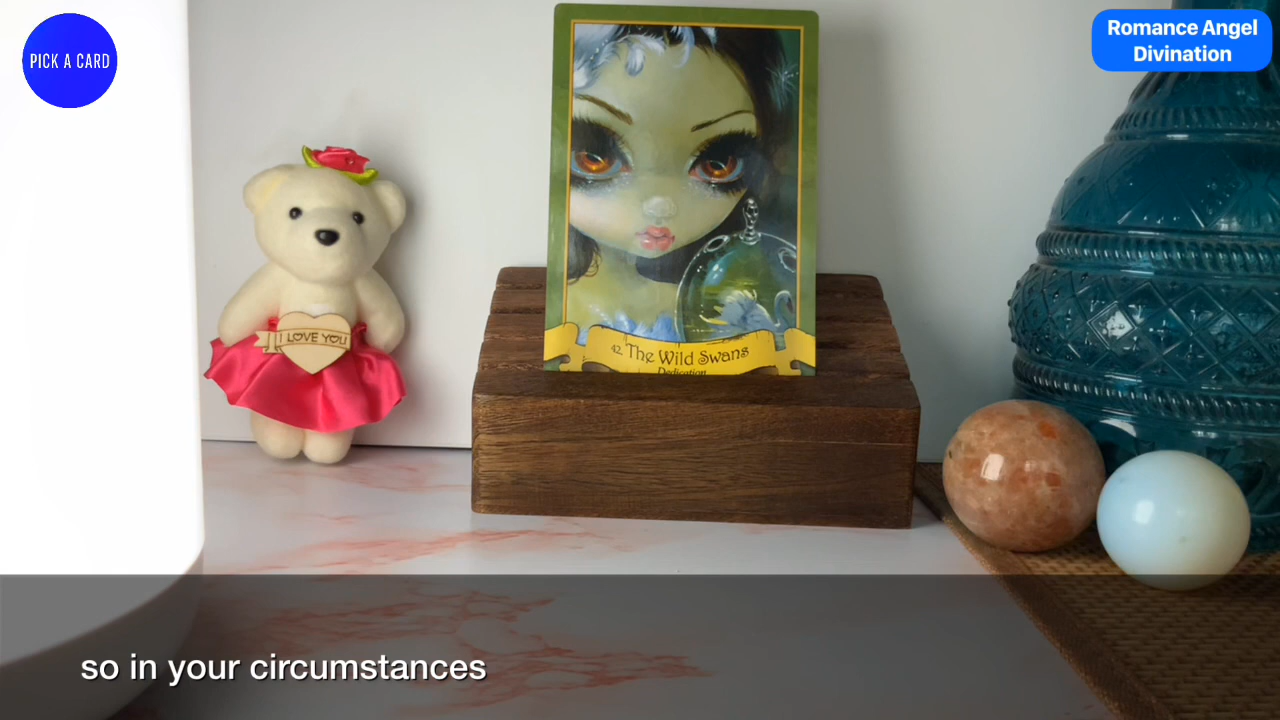 PICK A CARD
Romance Angel
Divination
I LOVE YOU
42 The Wild Swans
Dedication
so in your circumstances